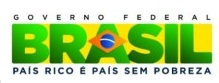 GOVERNO FEDERAL
BRASIL
PAÍS RICO É PAÍS SEM POBREZA